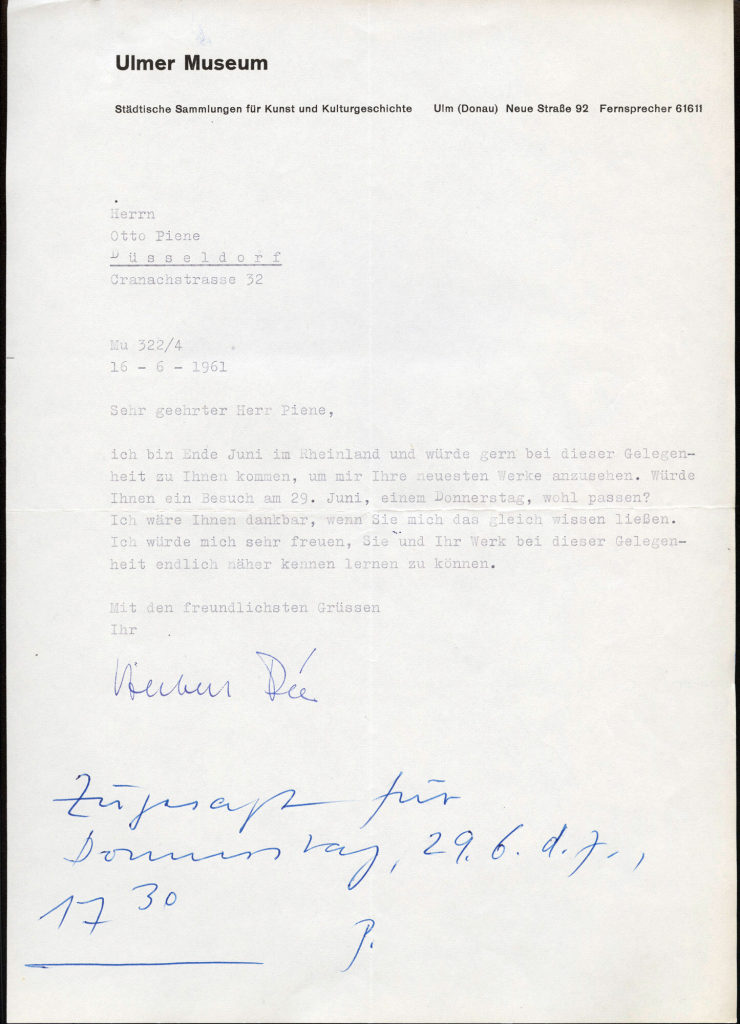 Ulmer Museum
Städtische Sammlungen für Kunst und Kulturgeschichte Ulm (Donau) Neue Straße 92 Fernsprecher 61611
Herrn
Otto Piene
Düsseldorf
Cranachstrasse 32
Mu 322/4
16 - 6 - 1961
Sehr geehrter Herr Piene,
ich bin Ende Juni im Rheinland und würde gern bei dieser Gelegen-
heit zu Ihnen kommen, um mir Ihre neuesten Werke anzusehen. Würde
Ihnen ein Besuch am 29. Juni, einem Donnerstag, wohl passen?
Ich wäre Ihnen dankbar, wenn Sie mich das gleich wissen ließen.
Ich würde mich sehr freuen, Sie und Ihr Werk bei dieser Gelegen-
heit endlich näher kennen lernen zu können.
Mit den freundlichsten Grüssen
Ihr
Herbert Pée
Zugesagt für
Donnerstag, 29.6. d.J.,
17 30
P.